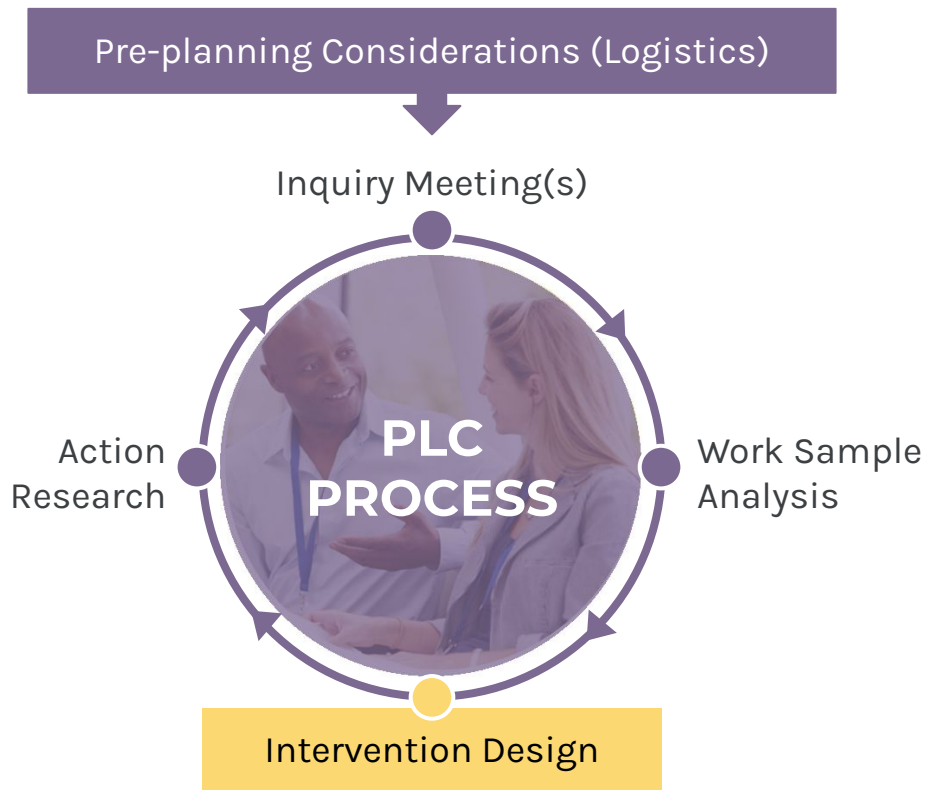 Pre-planning Considerations (Logistics)
Inquiry Meeting(s)
Action
Research
PLC
PROCESS
Work Sample
Analysis
Intervention Design